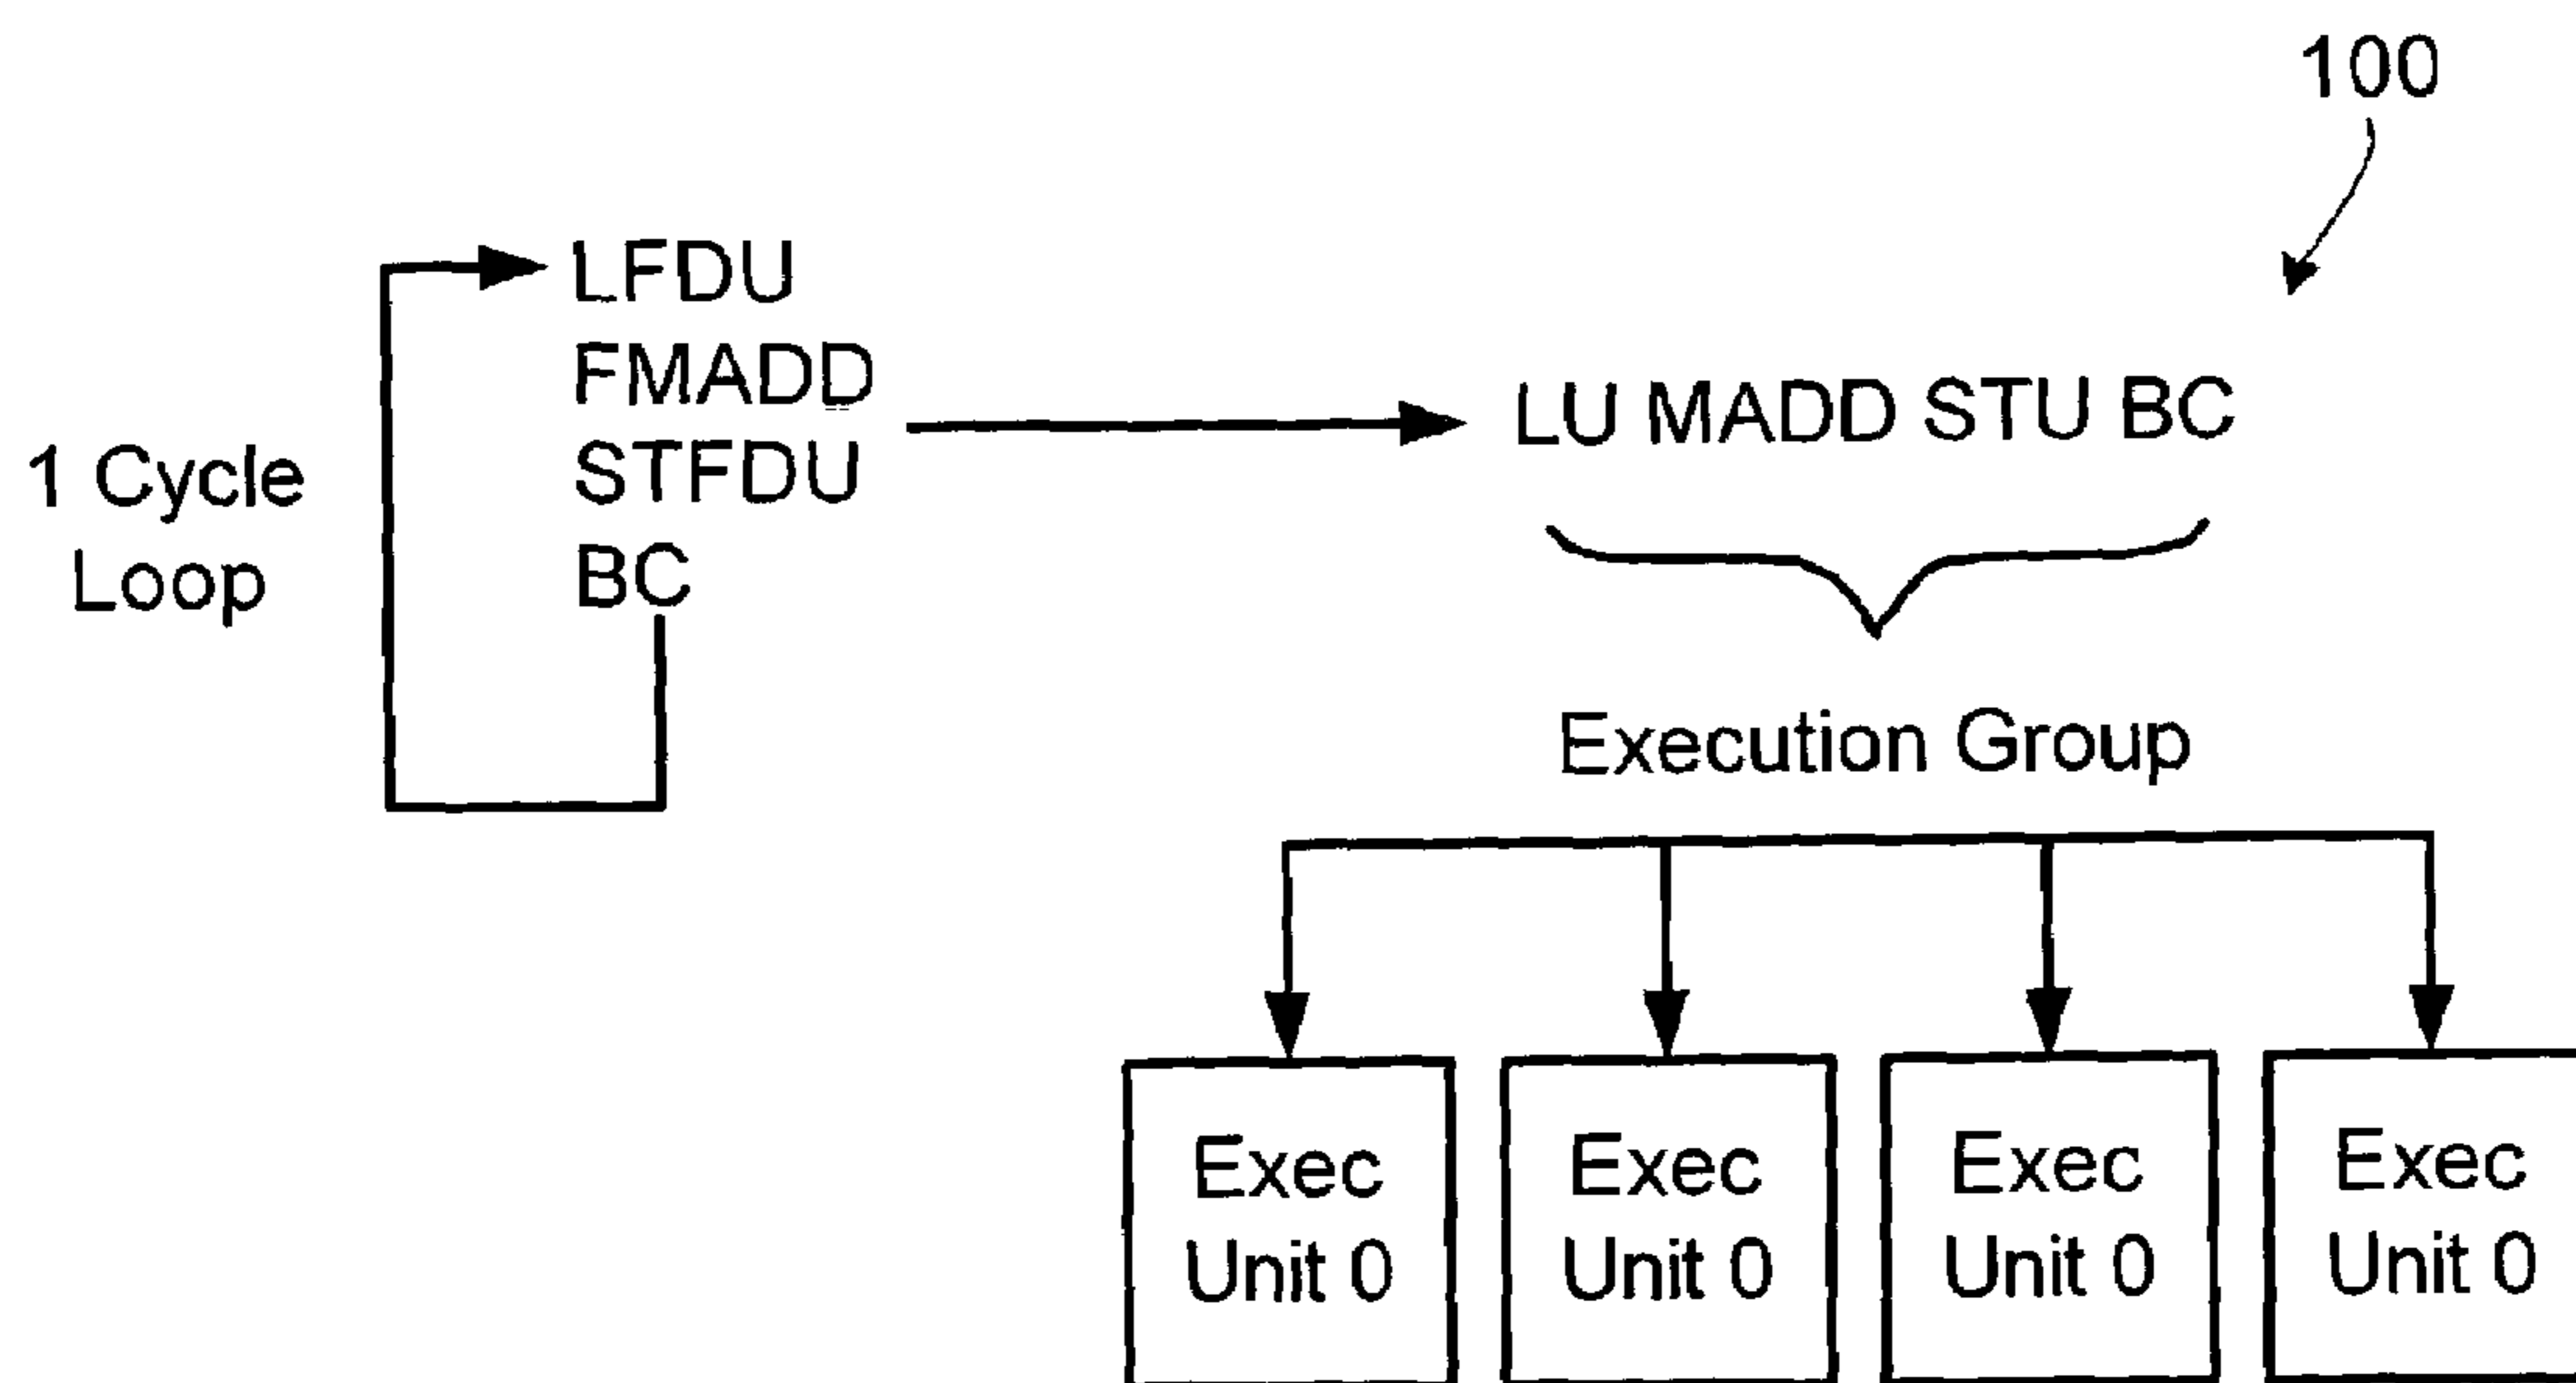 100
LFDU
FMADD
STFDU
BC
1 Cycle
Loop
LU MADD STU BC
Execution Group
Exec
Unit 0
Exec
Unit 0
Exec
Unit 0
Exec
Unit 0